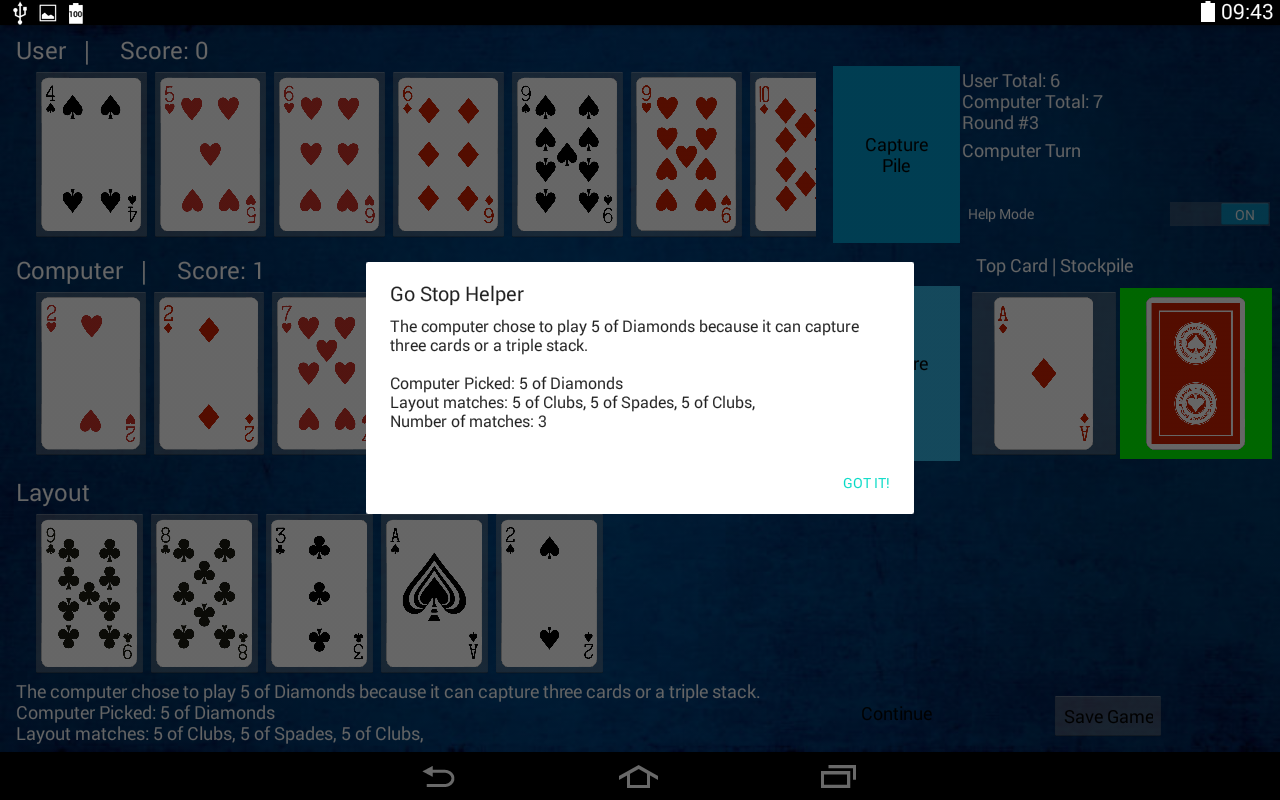 100
09:43
User | Score: 0
4
4
5
5
6
6
6
6
9
9
9
9
10
Capture
Pile
User Total: 6
Computer Total: 7
Round #3
Computer Turn
Help Mode
ON
Computer | Score: 1
Top Card | Stockpile
2
2
2
2
7
A
A
Go Stop Helper
The computer chose to play 5 of Diamonds because it can capture
three cards or a triple stack.
Computer Picked: 5 of Diamonds
Layout matches: 5 of Clubs, 5 of Spades, 5 of Clubs,
Number of matches: 3
GOT IT!
Layout
9
9
8
8
3
3
A
A
2
2
The computer chose to play 5 of Diamonds because it can capture three cards or a triple stack.
Computer Picked: 5 of Diamonds
Layout matches: 5 of Clubs, 5 of Spades, 5 of Clubs,
Continue
Save Game